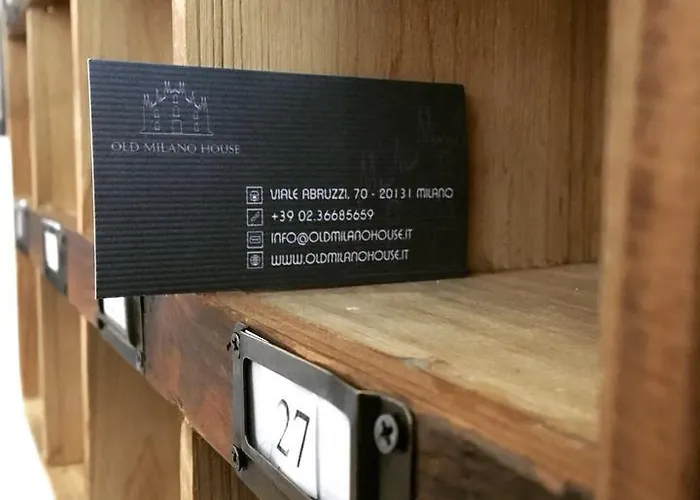 OLD MILANO HOUSE
VIALE ABRUZZI, 70 - 20131 MILANO
+39 02.36685659
INFO@OLDMILANOHOUSE.IT
WWW.OLDMILANOHOUSE.IT
27